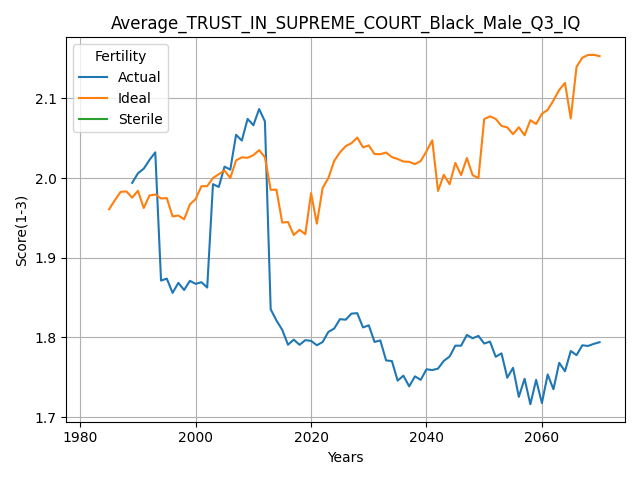 Average_TRUST_IN_SUPREME_COURT_Black_Male_Q3_IQ
Fertility
Actual
Ideal
Sterile
Score(1-3)
2.1
2.0
1.9
1.8
1.7
1980
2000
2020
2040
2060
Years